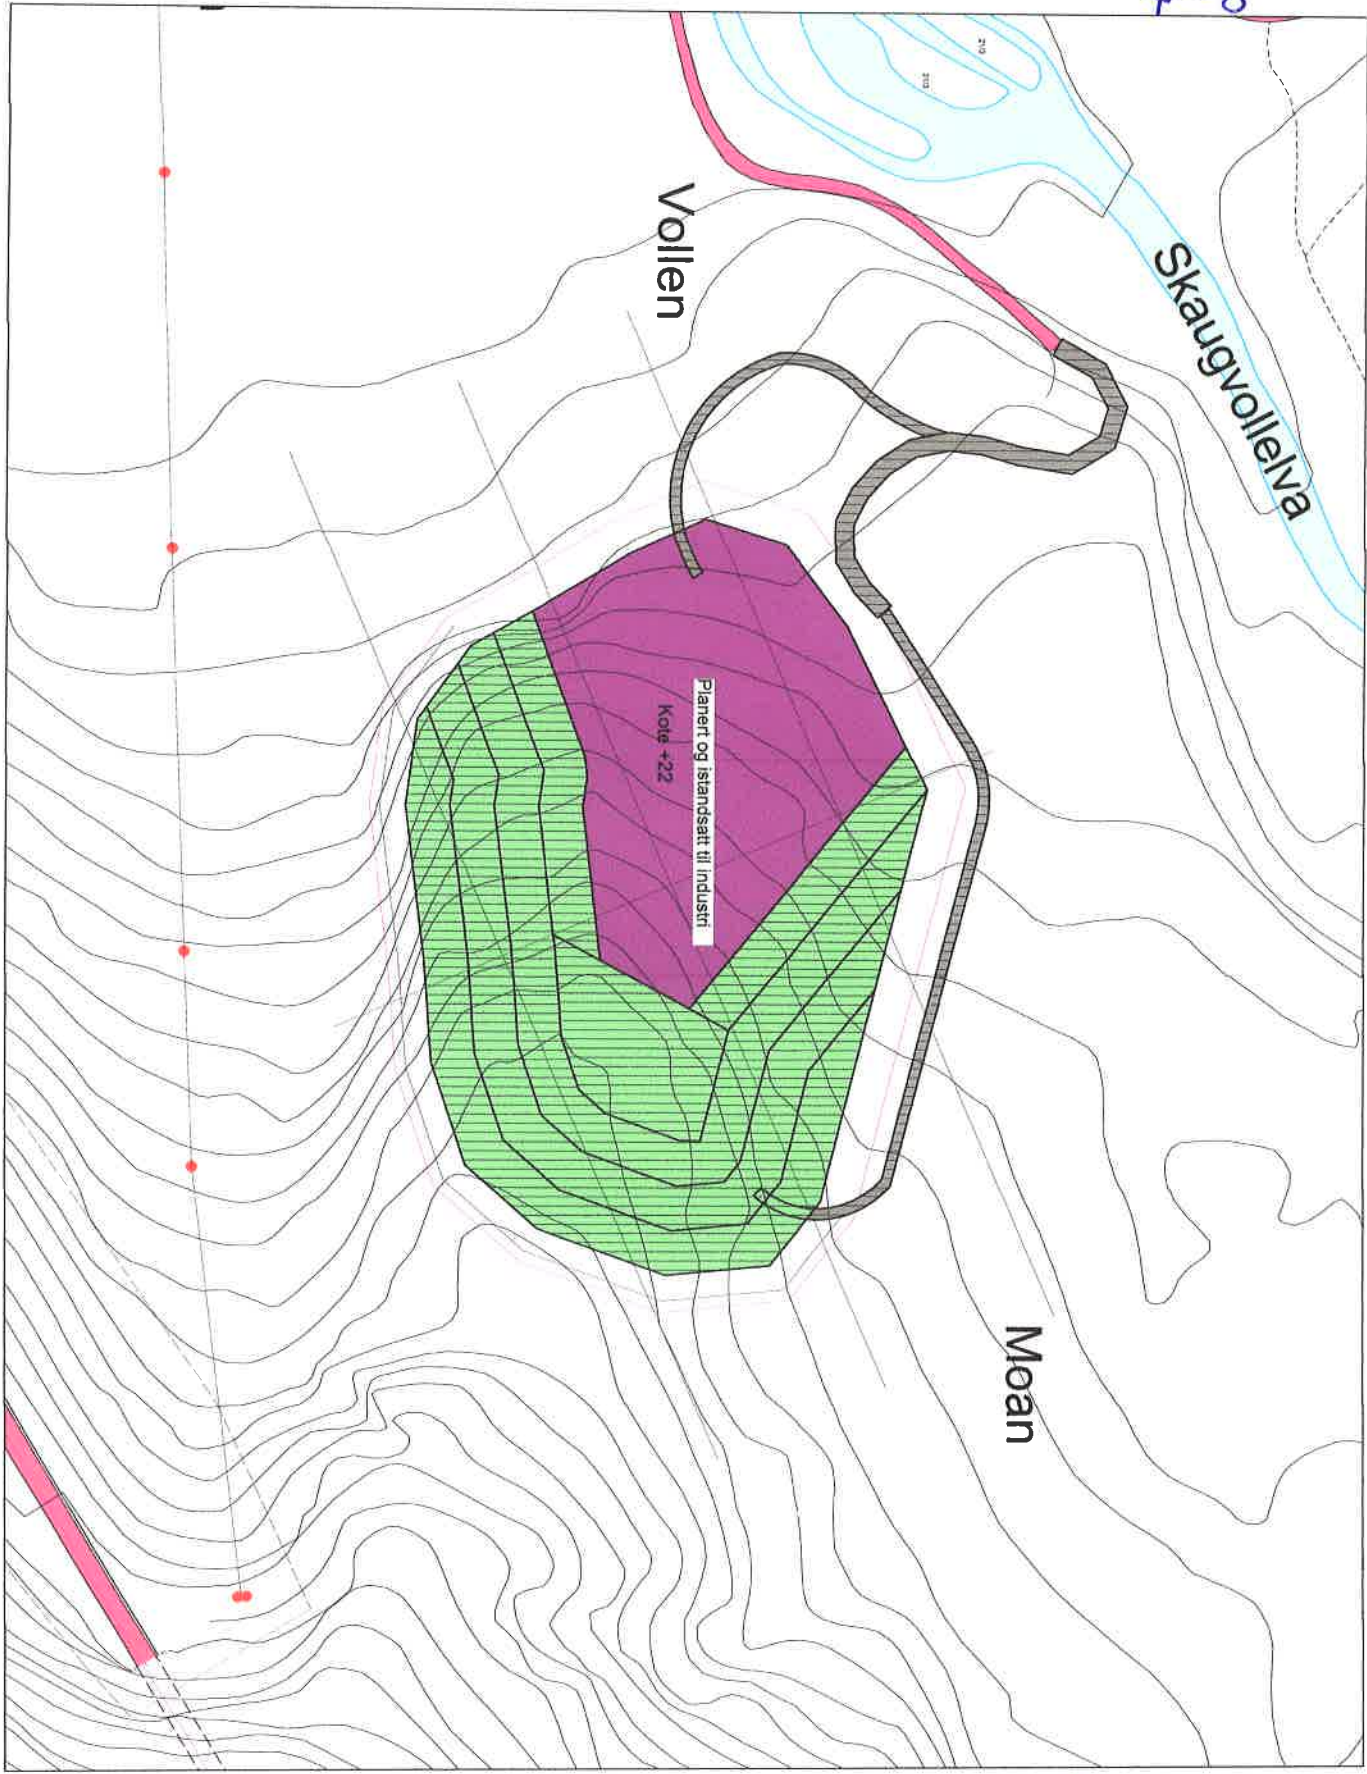 Skaugvollelva
Vollen
Planert og istandsatt til industri
Kote +22
Moan